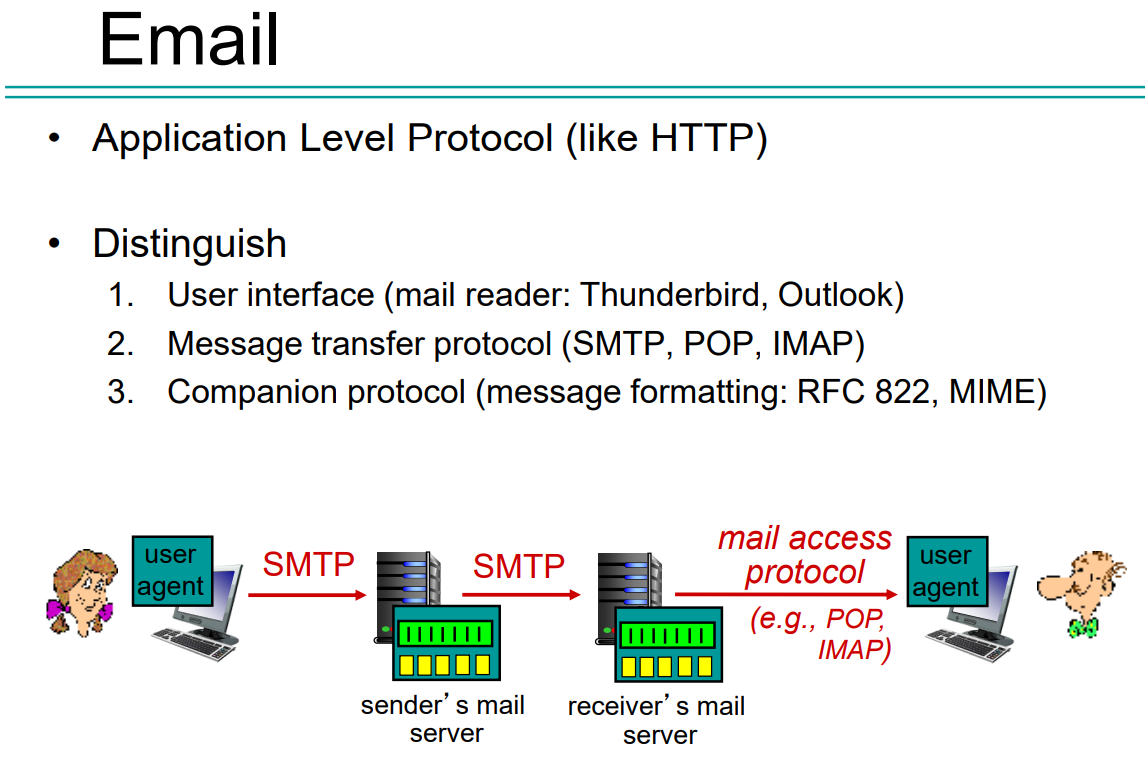 Email
• Application Level Protocol (like HTTP)
• Distinguish
1. User interface (mail reader: Thunderbird, Outlook)
2. Message transfer protocol (SMTP, POP, IMAP)
3. Companion protocol (message formatting: RFC 822, MIME)
user
agent
SMTP
SMTP
mail access
protocol
(e.g., POP,
IMAP)
user
agent
sender’s mail
server
receiver’s mail
server